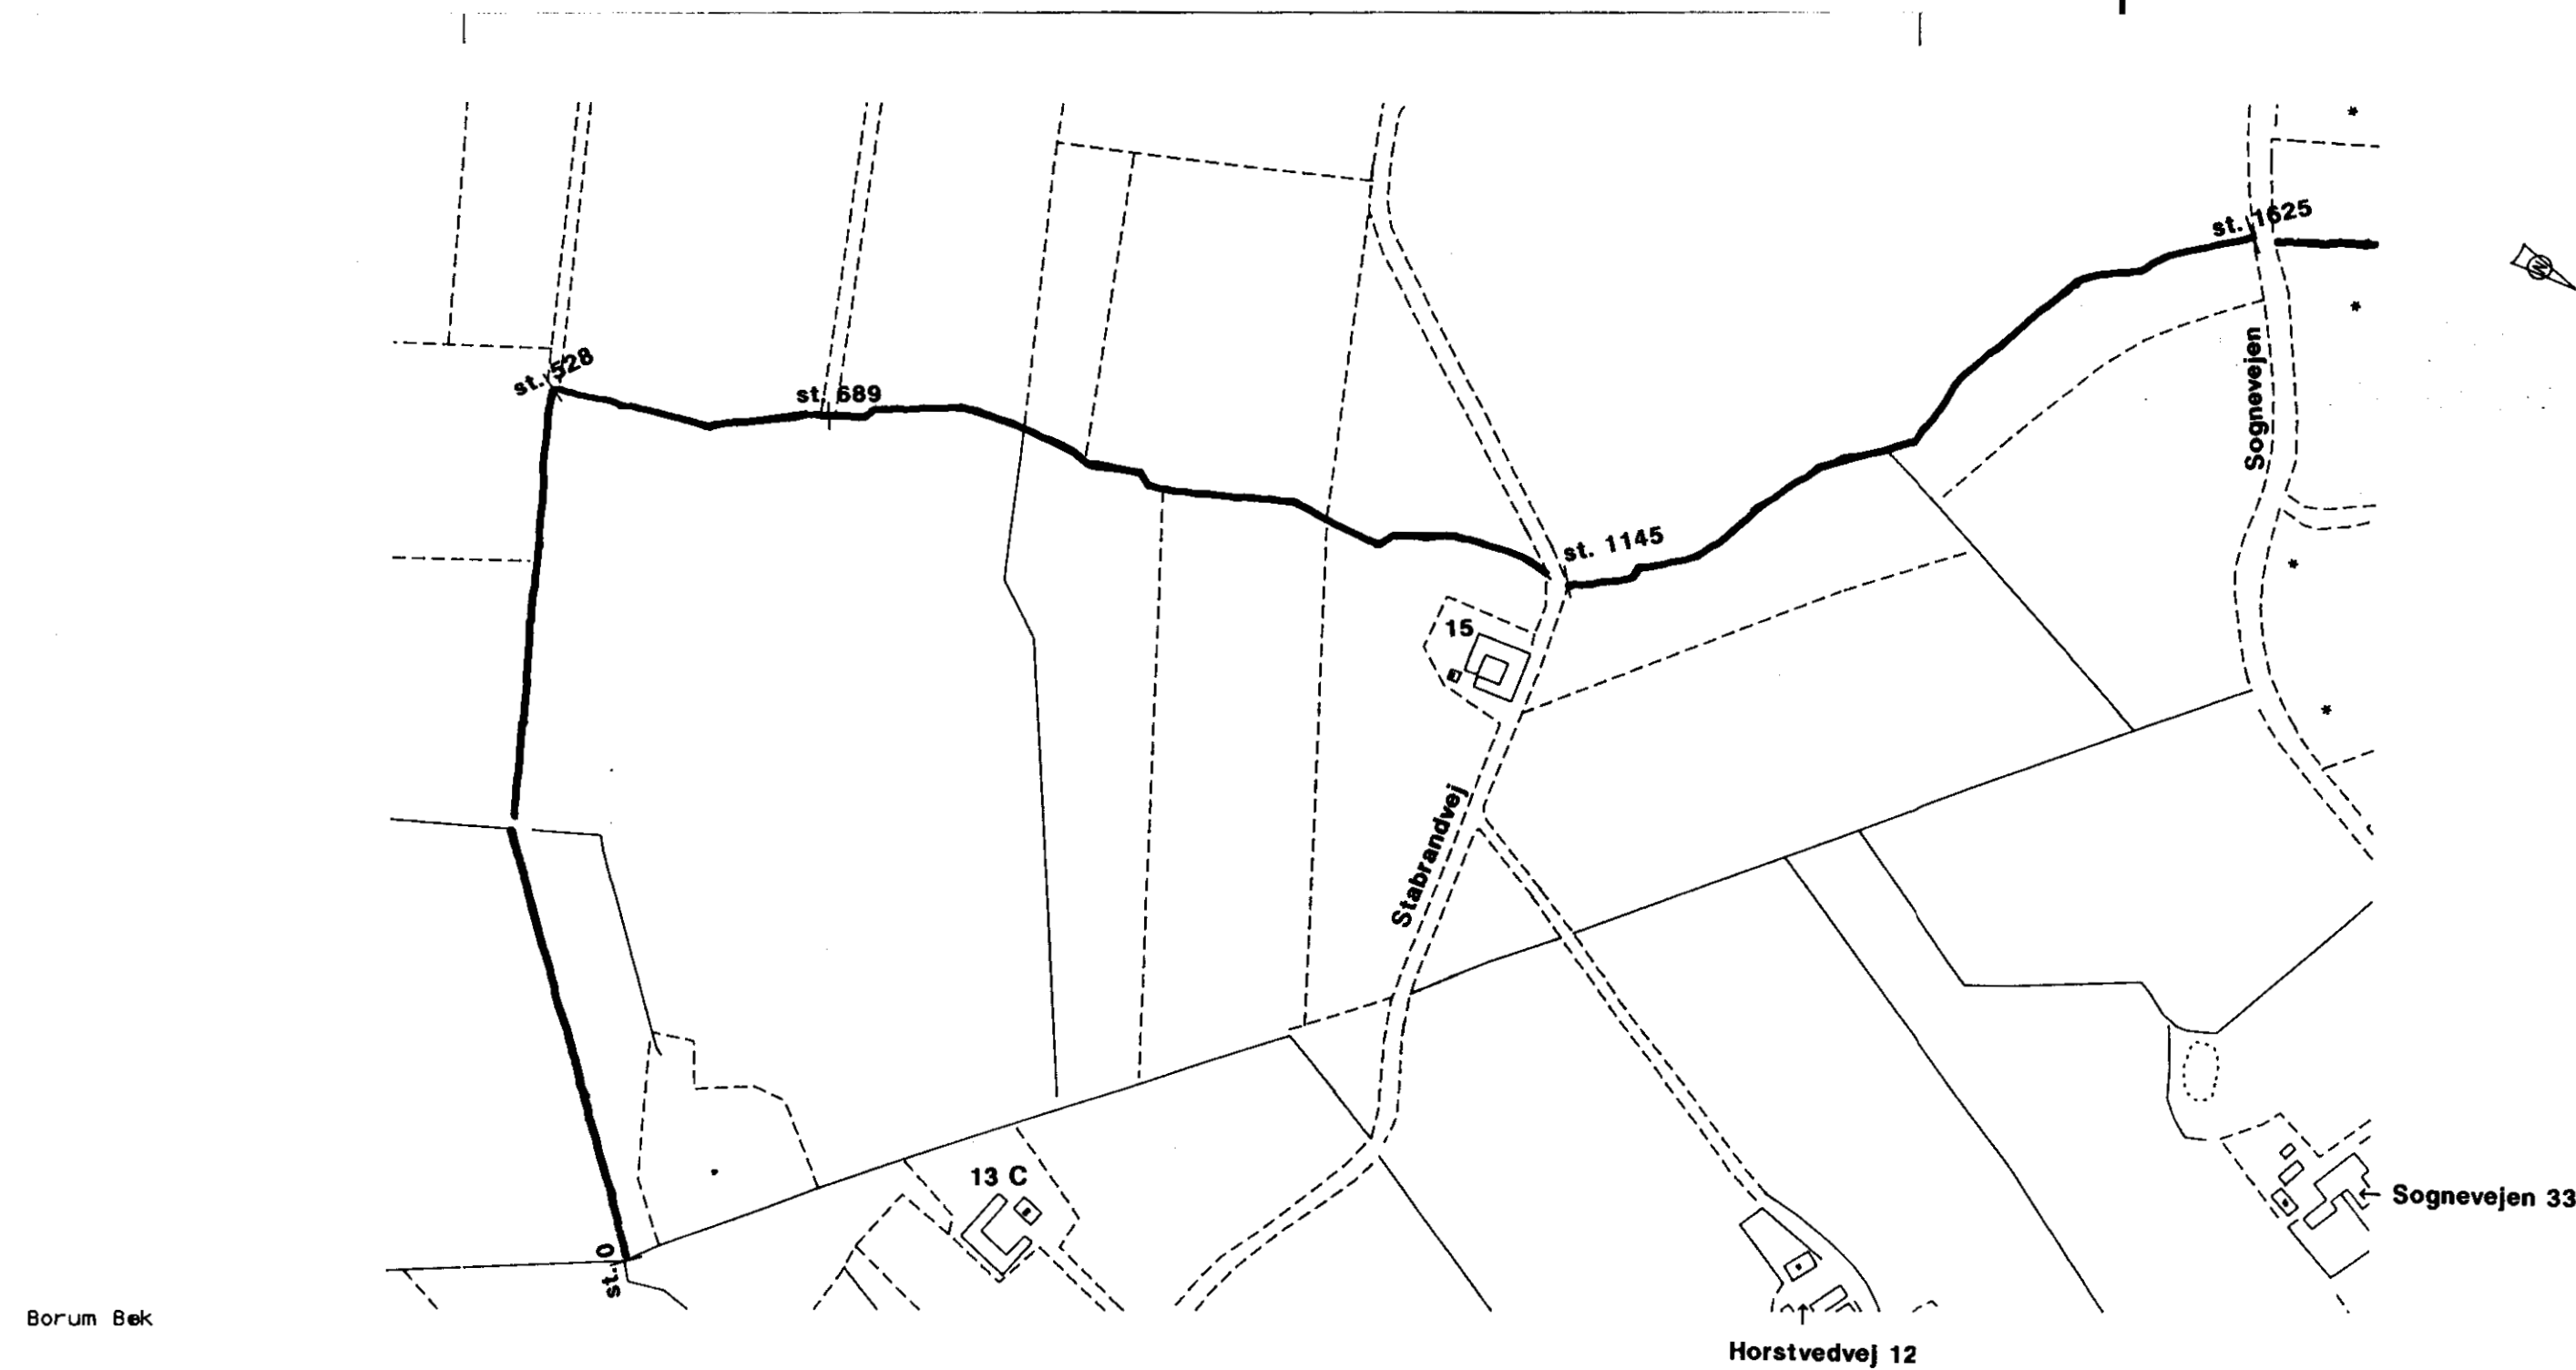 st. 1625
Sognevejen
st. 528
st. 689
st. 1145
15
Stabrandvej
13 C
Sognevejen 33
st. 0
Borum Bæk
Horstvedvej 12
N